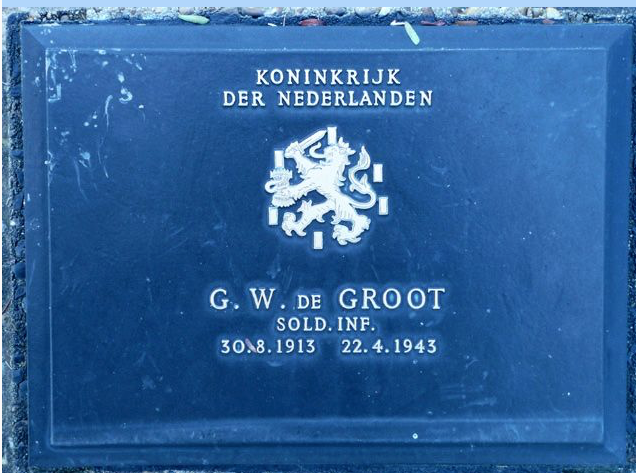 KONINKRIJK
DER NEDERLANDEN
G. W. DE GROOT
SOLD. INF.
30.8.1913 22.4.1943